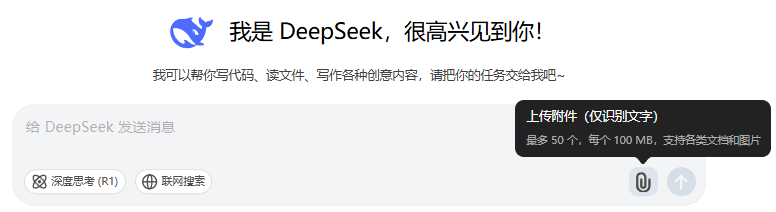 我是 DeepSeek，很高兴见到你！
我可以帮你写代码、读文件、写作各种创意内容，请把你的任务交给我吧~
上传附件（仅识别文字）
最多 50 个，每个 100 MB，支持各类文档和图片
给 DeepSeek 发送消息
深度思考 (R1)
联网搜索